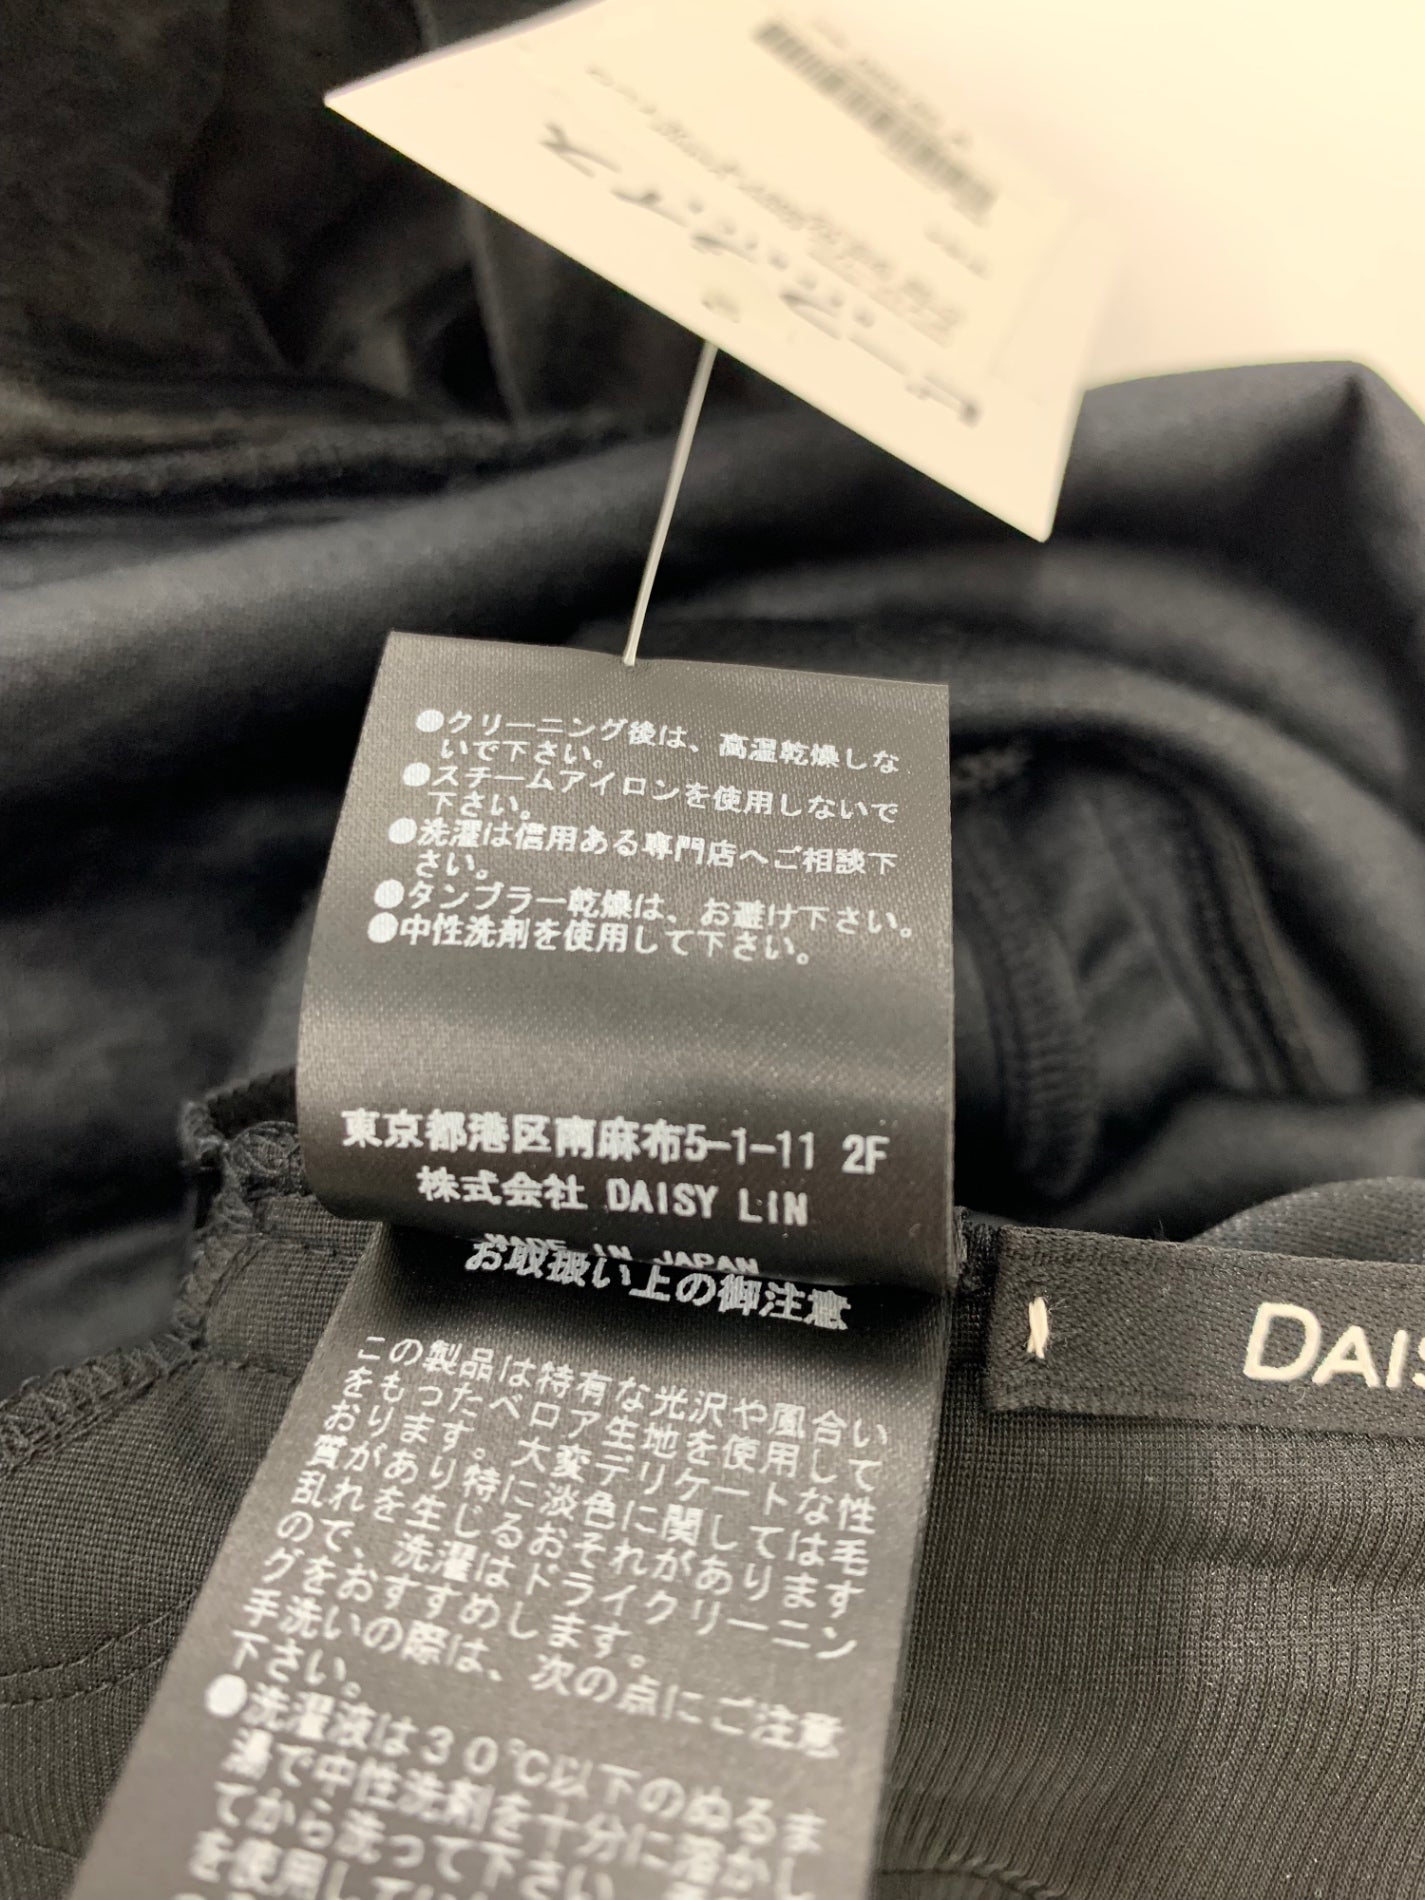 ●クリーニング後は、高温乾燥しな
いで下さい。
●スチームアイロンを使用しないで
下さい。
●洗濯は信用ある専門店へご相談下
さい。
●タンブラー乾燥は、お避け下さい。
●中性洗剤を使用して下さい。
東京都港区南麻布5-1-11 2F
株式会社 DAISY LIN
MADE IN JAPAN
お取扱い上の御注意
この製品は特有な光沢や風合い
をもったベロア生地を使用して
おります。大変デリケートな性
質があり特に淡色に関しては毛
乱れを生じるおそれがあります
ので、洗濯はドライクリーニン
グをおすすめします。
手洗いの際は、次の点にご注意
下さい。
●洗濯液は30℃以下のぬるま
湯で中性洗剤を十分に溶かし
てから洗って下さい
を使用して
DAIS